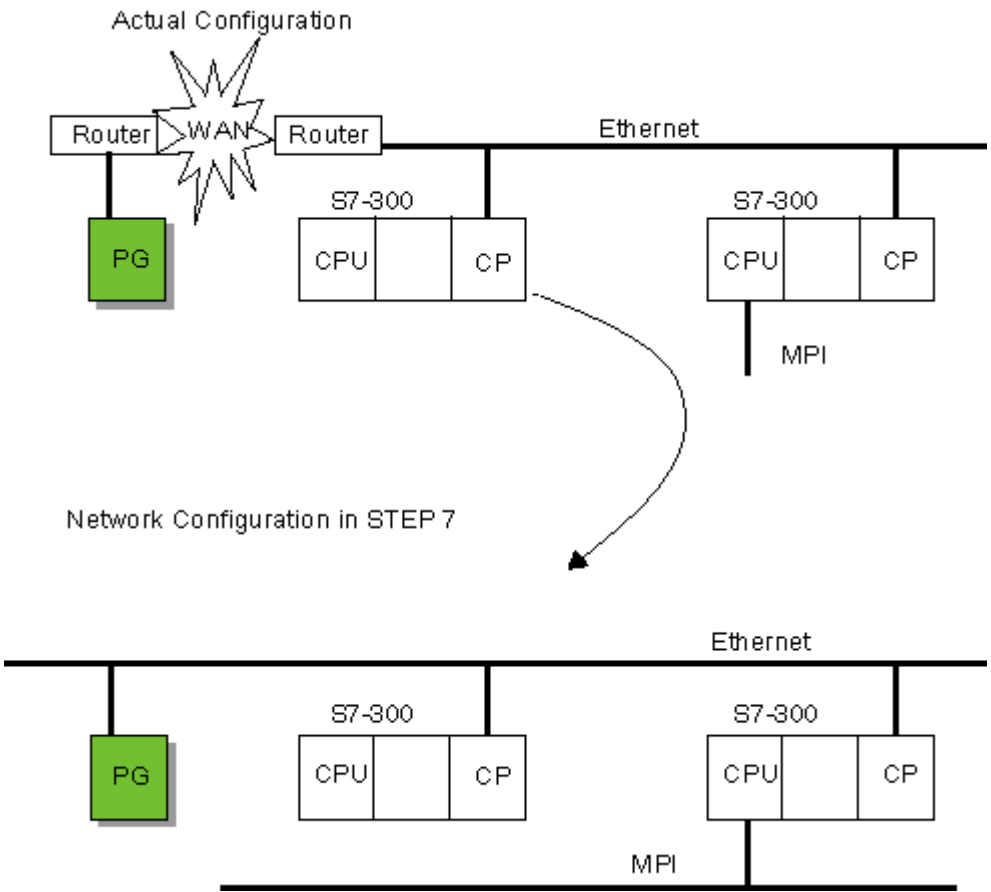 Actual Configuration
Router
WAN
Router
Ethernet
S7-300
S7-300
PG
CPU
CP
CPU
CP
MPI
Network Configuration in STEP 7
Ethernet
S7-300
S7-300
PG
CPU
CP
CPU
CP
MPI